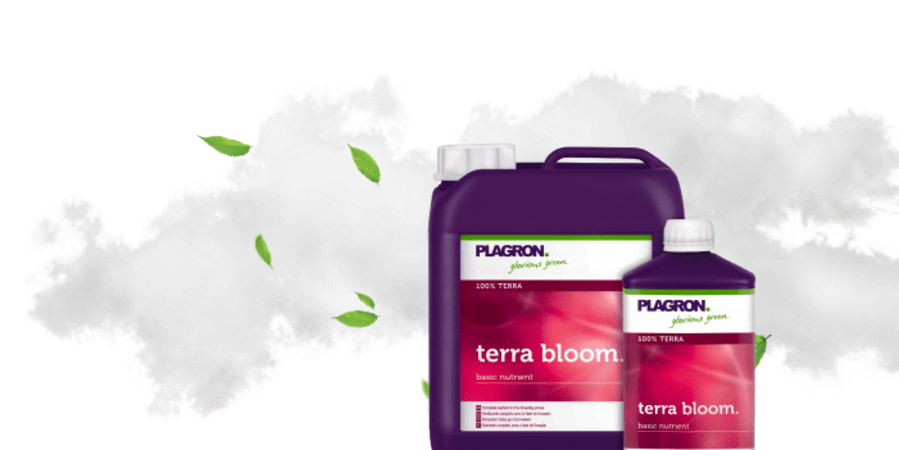 PLAGRON.
glorious green.
100% TERRA
terra bloom.
basic nutrient
PLAGRON.
glorious green.
100% TERRA
terra bloom.
basic nutrient